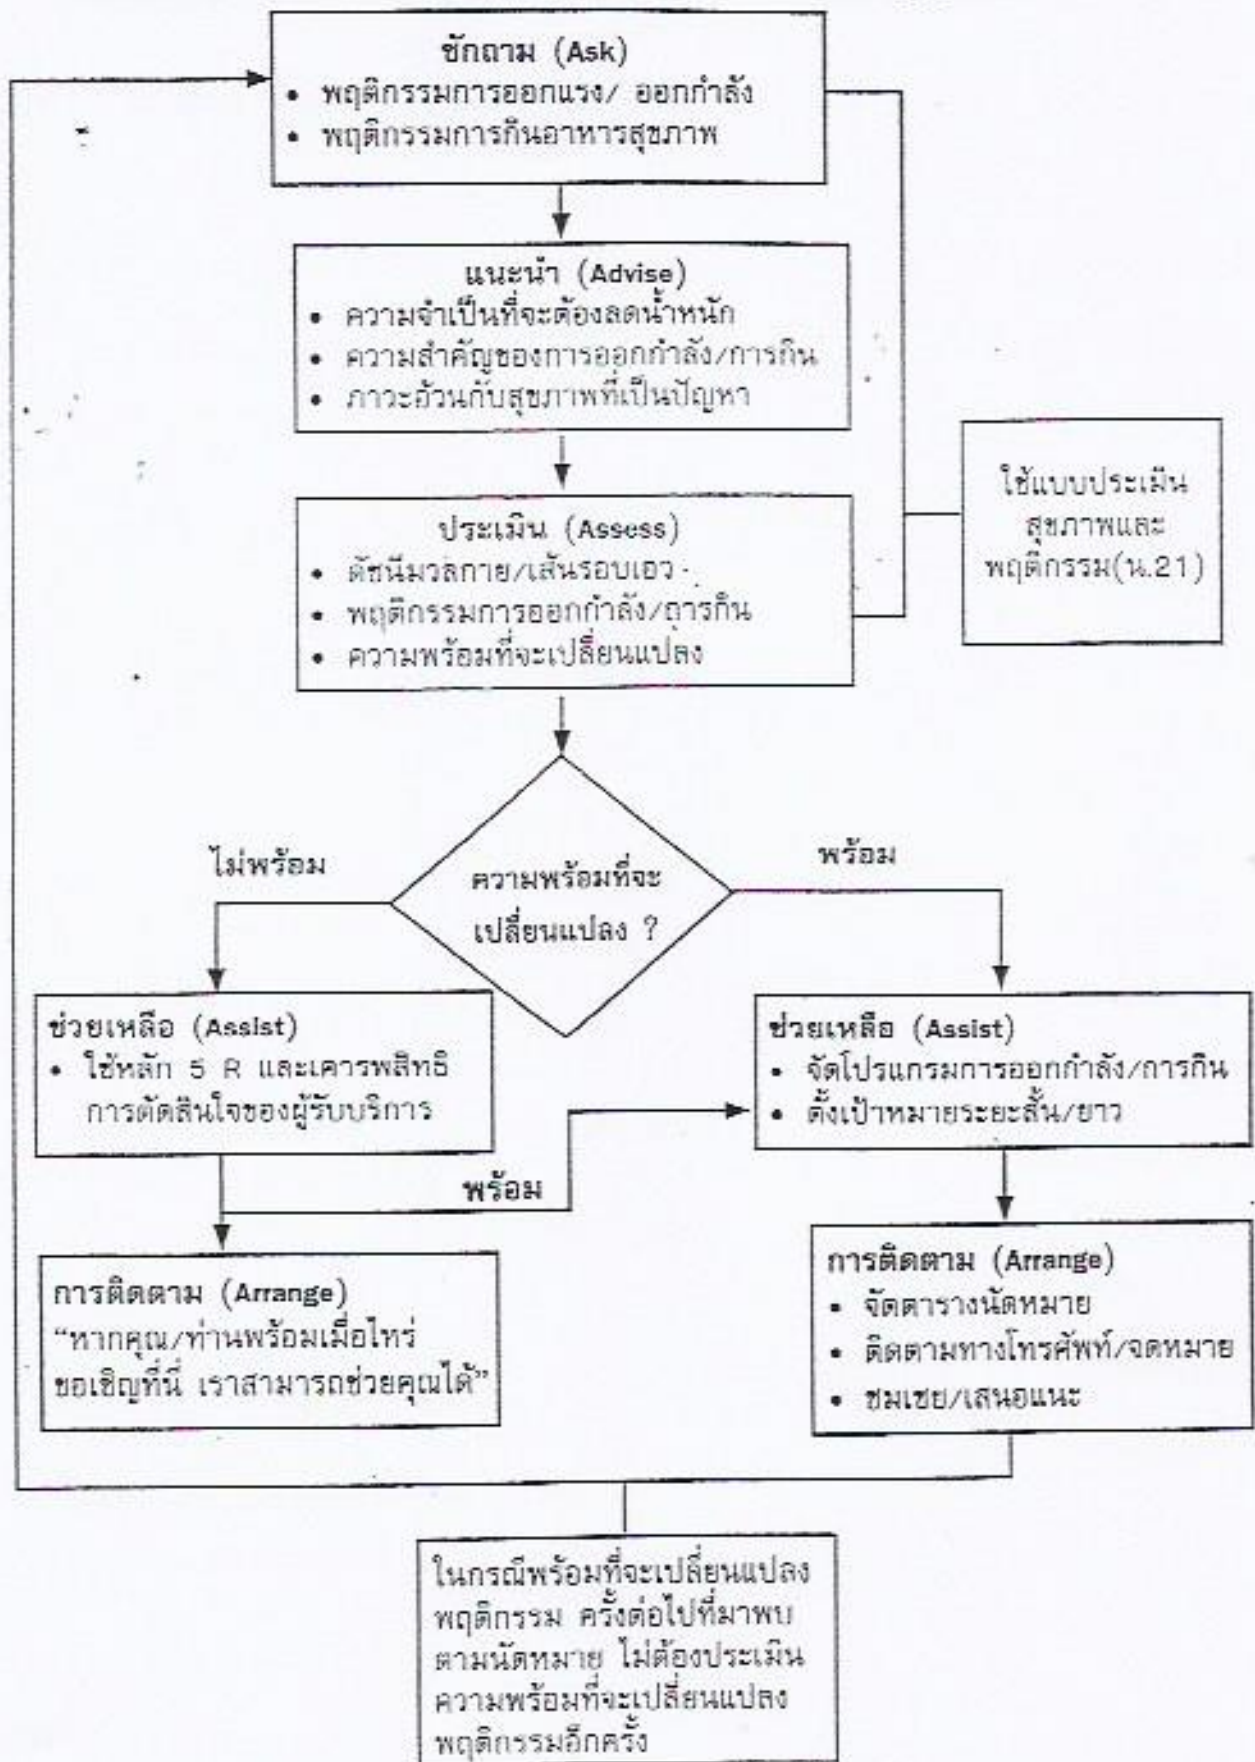 ซักถาม (Ask)
• พฤติกรรมการออกแรง/ ออกกำลัง
• พฤติกรรมการกินอาหารสุขภาพ
แนะนำ (Advise)
• ความจำเป็นที่จะต้องลดน้ำหนัก
• ความสำคัญของการออกกำลัง/การกิน
• ภาวะอ้วนกับสุขภาพที่เป็นปัญหา
ใช้แบบประเมิน
สุขภาพและ
พฤติกรรม(น.21)
ประเมิน (Assess)
• ดัชนีมวลกาย/เส้นรอบเอว
• พฤติกรรมการออกกำลัง/การกิน
• ความพร้อมที่จะเปลี่ยนแปลง
ไม่พร้อม
ความพร้อมที่จะ
เปลี่ยนแปลง ?
พร้อม
ช่วยเหลือ (Assist)
• ใช้หลัก 5 R และเคารพสิทธิ
การตัดสินใจของผู้รับบริการ
ช่วยเหลือ (Assist)
• จัดโปรแกรมการออกกำลัง/การกิน
• ตั้งเป้าหมายระยะสั้น/ยาว
พร้อม
การติดตาม (Arrange)
“หากคุณ/ท่านพร้อมเมื่อไหร่
ขอเชิญที่นี่ เราสามารถช่วยคุณได้”
การติดตาม (Arrange)
• จัดตารางนัดหมาย
• ติดตามทางโทรศัพท์/จดหมาย
• ชมเชย/เสนอแนะ
ในกรณีพร้อมที่จะเปลี่ยนแปลง
พฤติกรรม ครั้งต่อไปที่มาพบ
ตามนัดหมาย ไม่ต้องประเมิน
ความพร้อมที่จะเปลี่ยนแปลง
พฤติกรรมอีกครั้ง